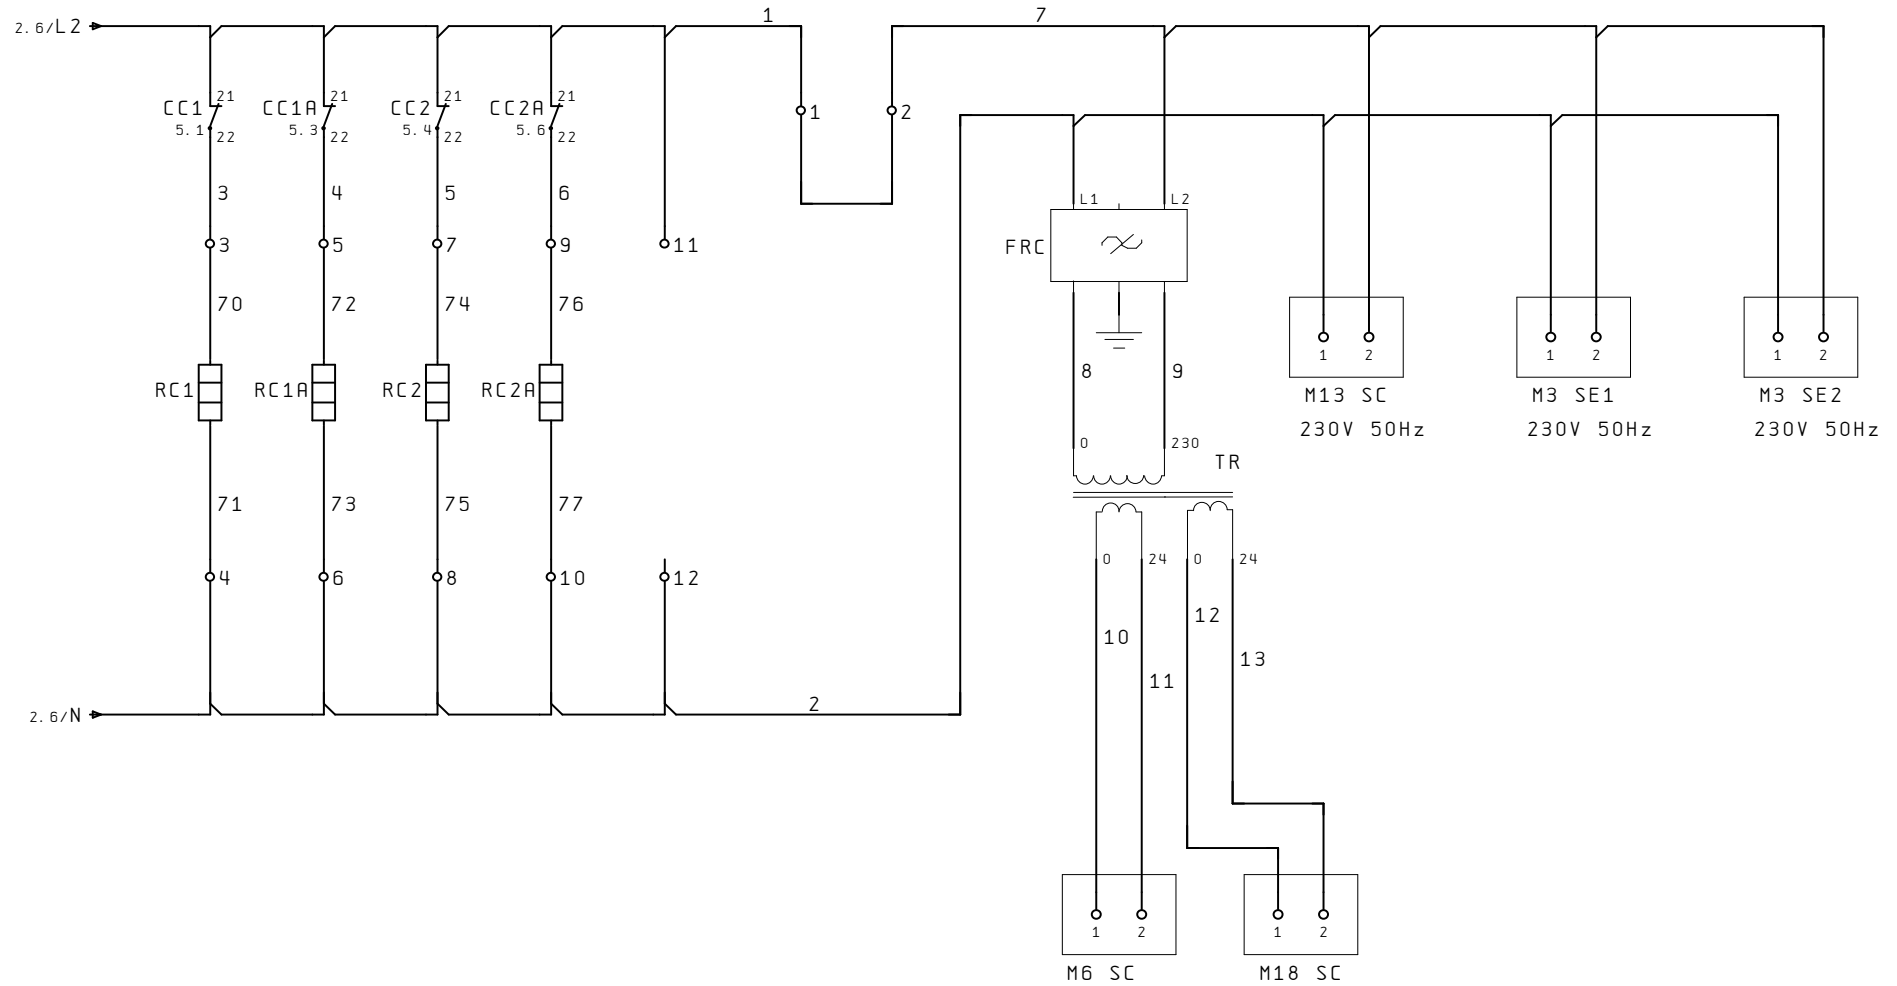 1 7
2.6/L2
CC1 21 CC1A 21 CC2 21 CC2A 21 1 2
5.1 22 5.3 22 5.4 22 5.6 22
3 4 5 6 L1 L2
3 5 7 9 11 FRC
70 72 74 76
1 2 1 2 1 2
8 9
RC1 RC1A RC2 RC2A M13 SC M3 SE1 M3 SE2
230V 50Hz 230V 50Hz 230V 50Hz
0 230
TR
71 73 75 77
0 24 0 24
4 6 8 10 12
12
10
13
11
2
2.6/N
1 2 1 2
M6 SC M18 SC